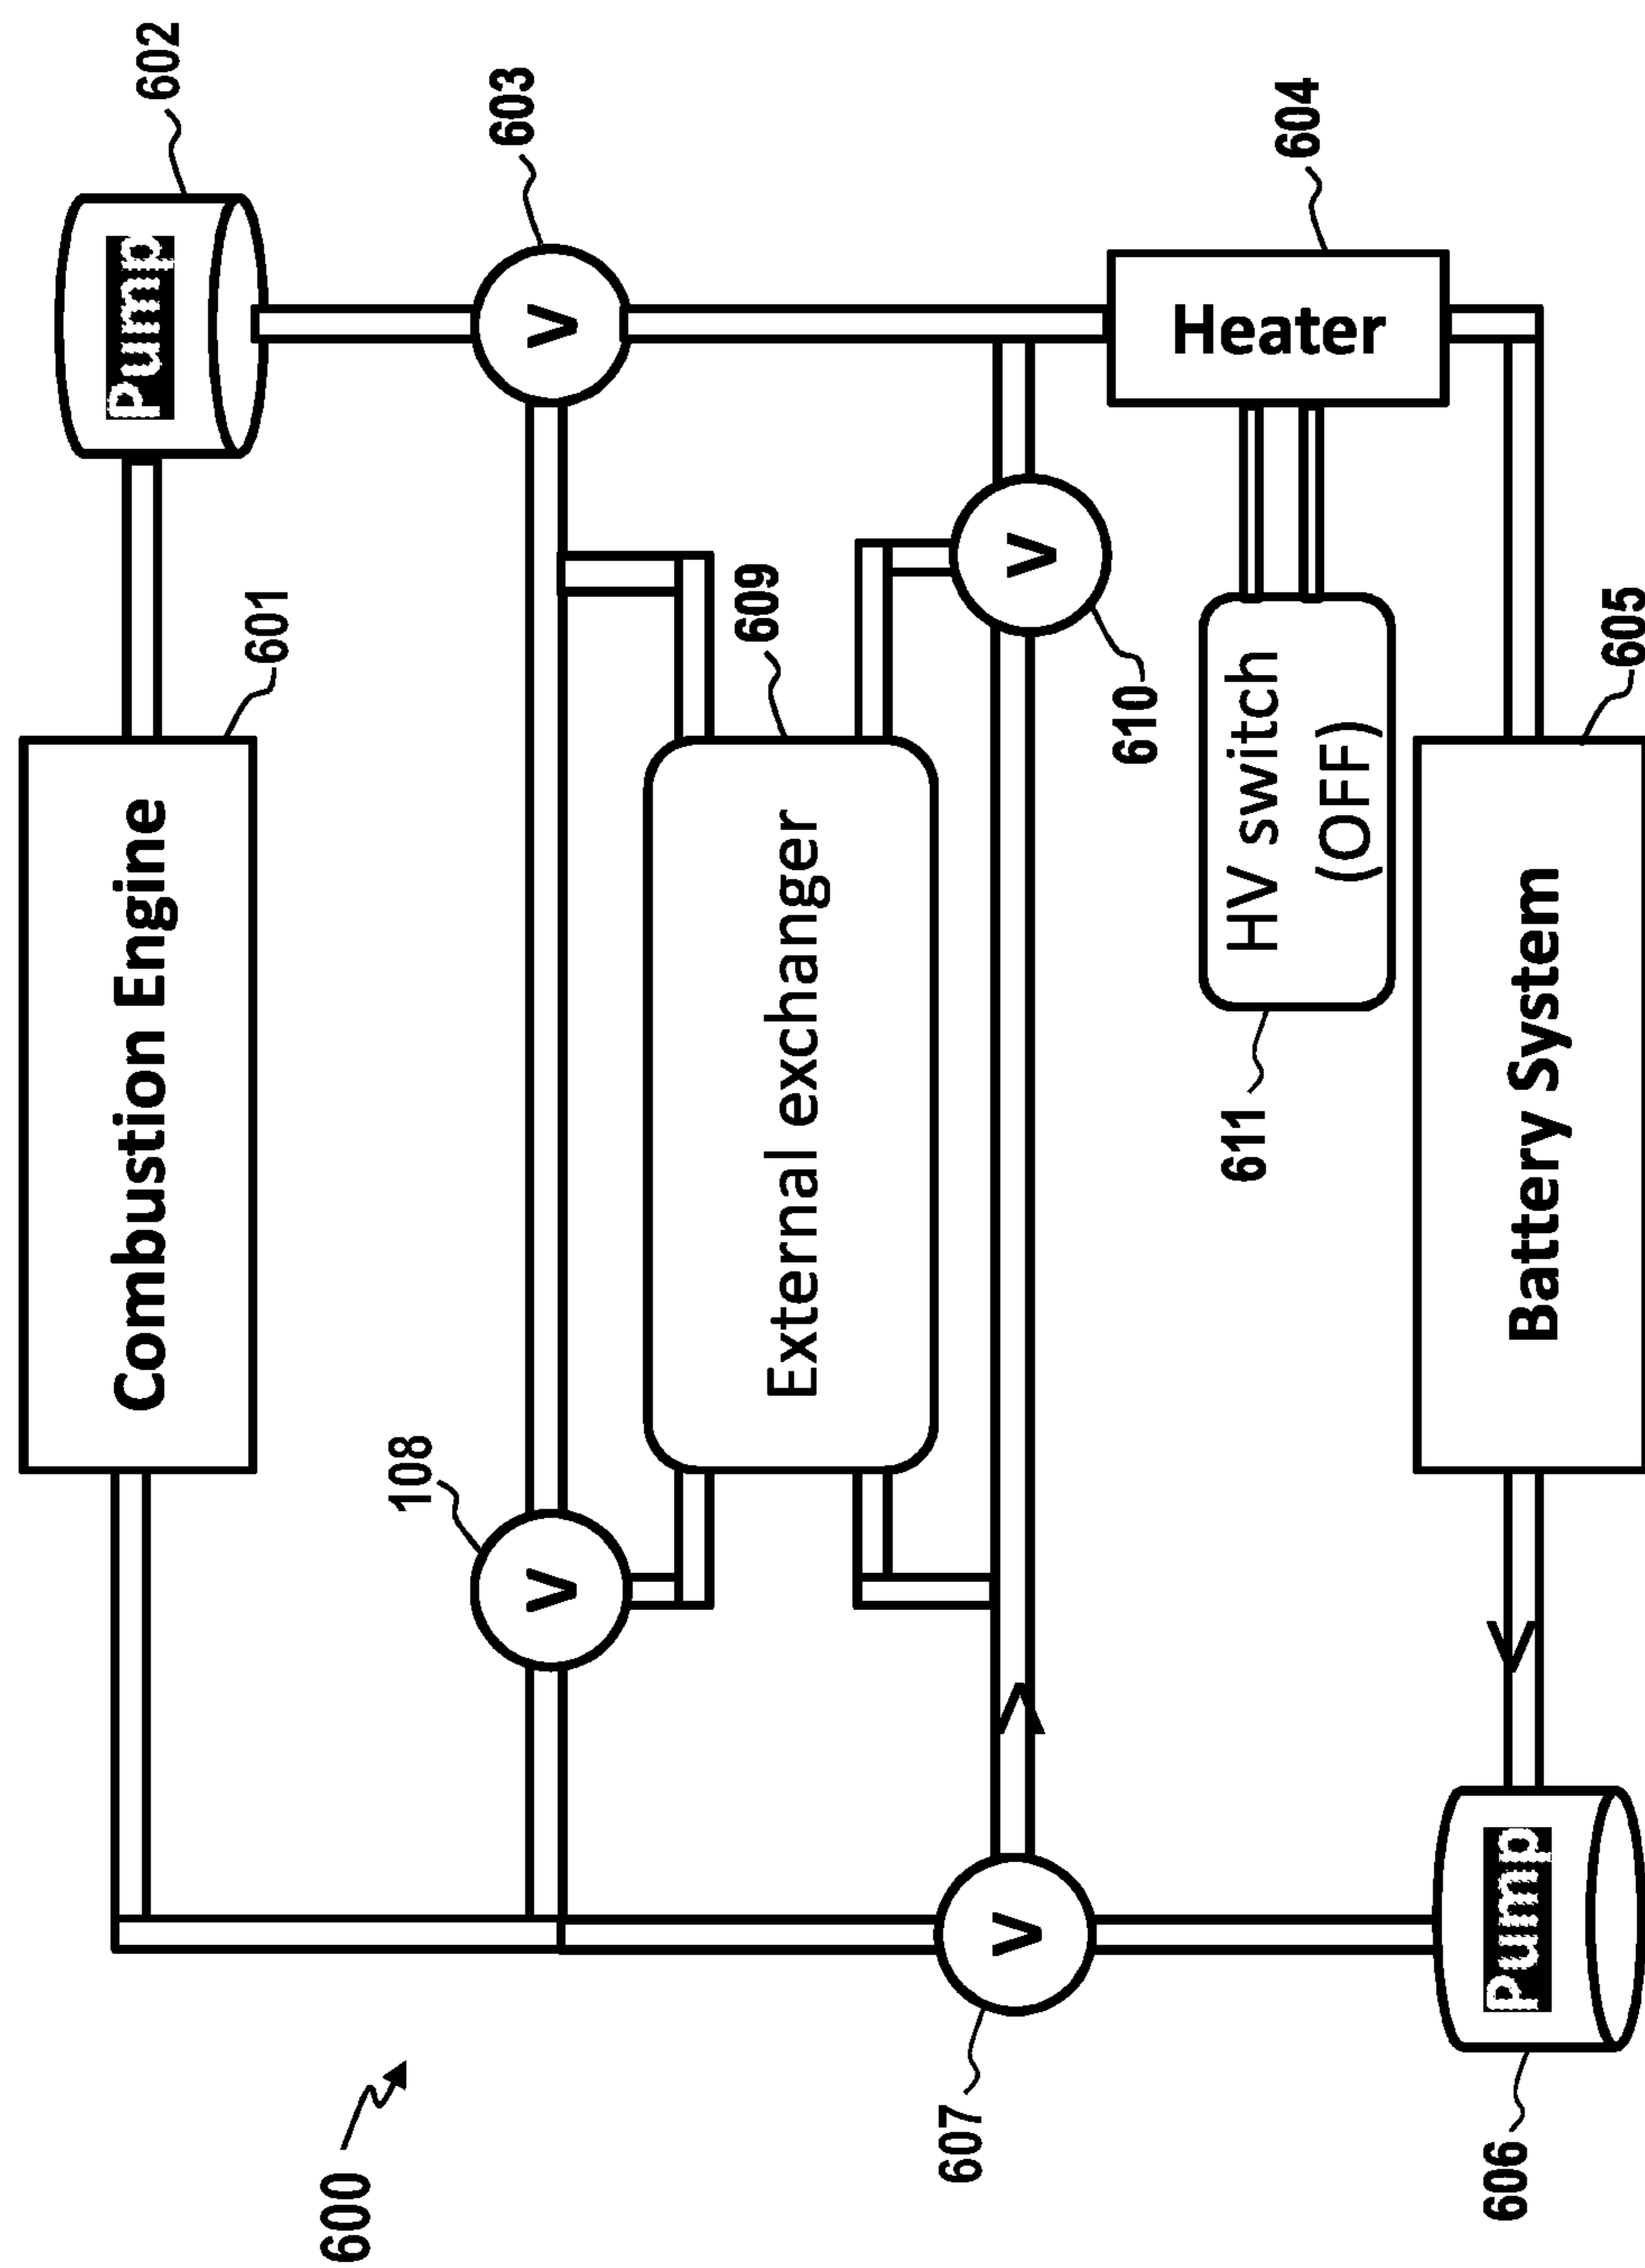 600
Combustion Engine
601
Pump
602
V
603
V
108
External exchanger
609
V
607
V
610
Heater
604
HV switch
(OFF)
611
Battery System
605
Pump
606